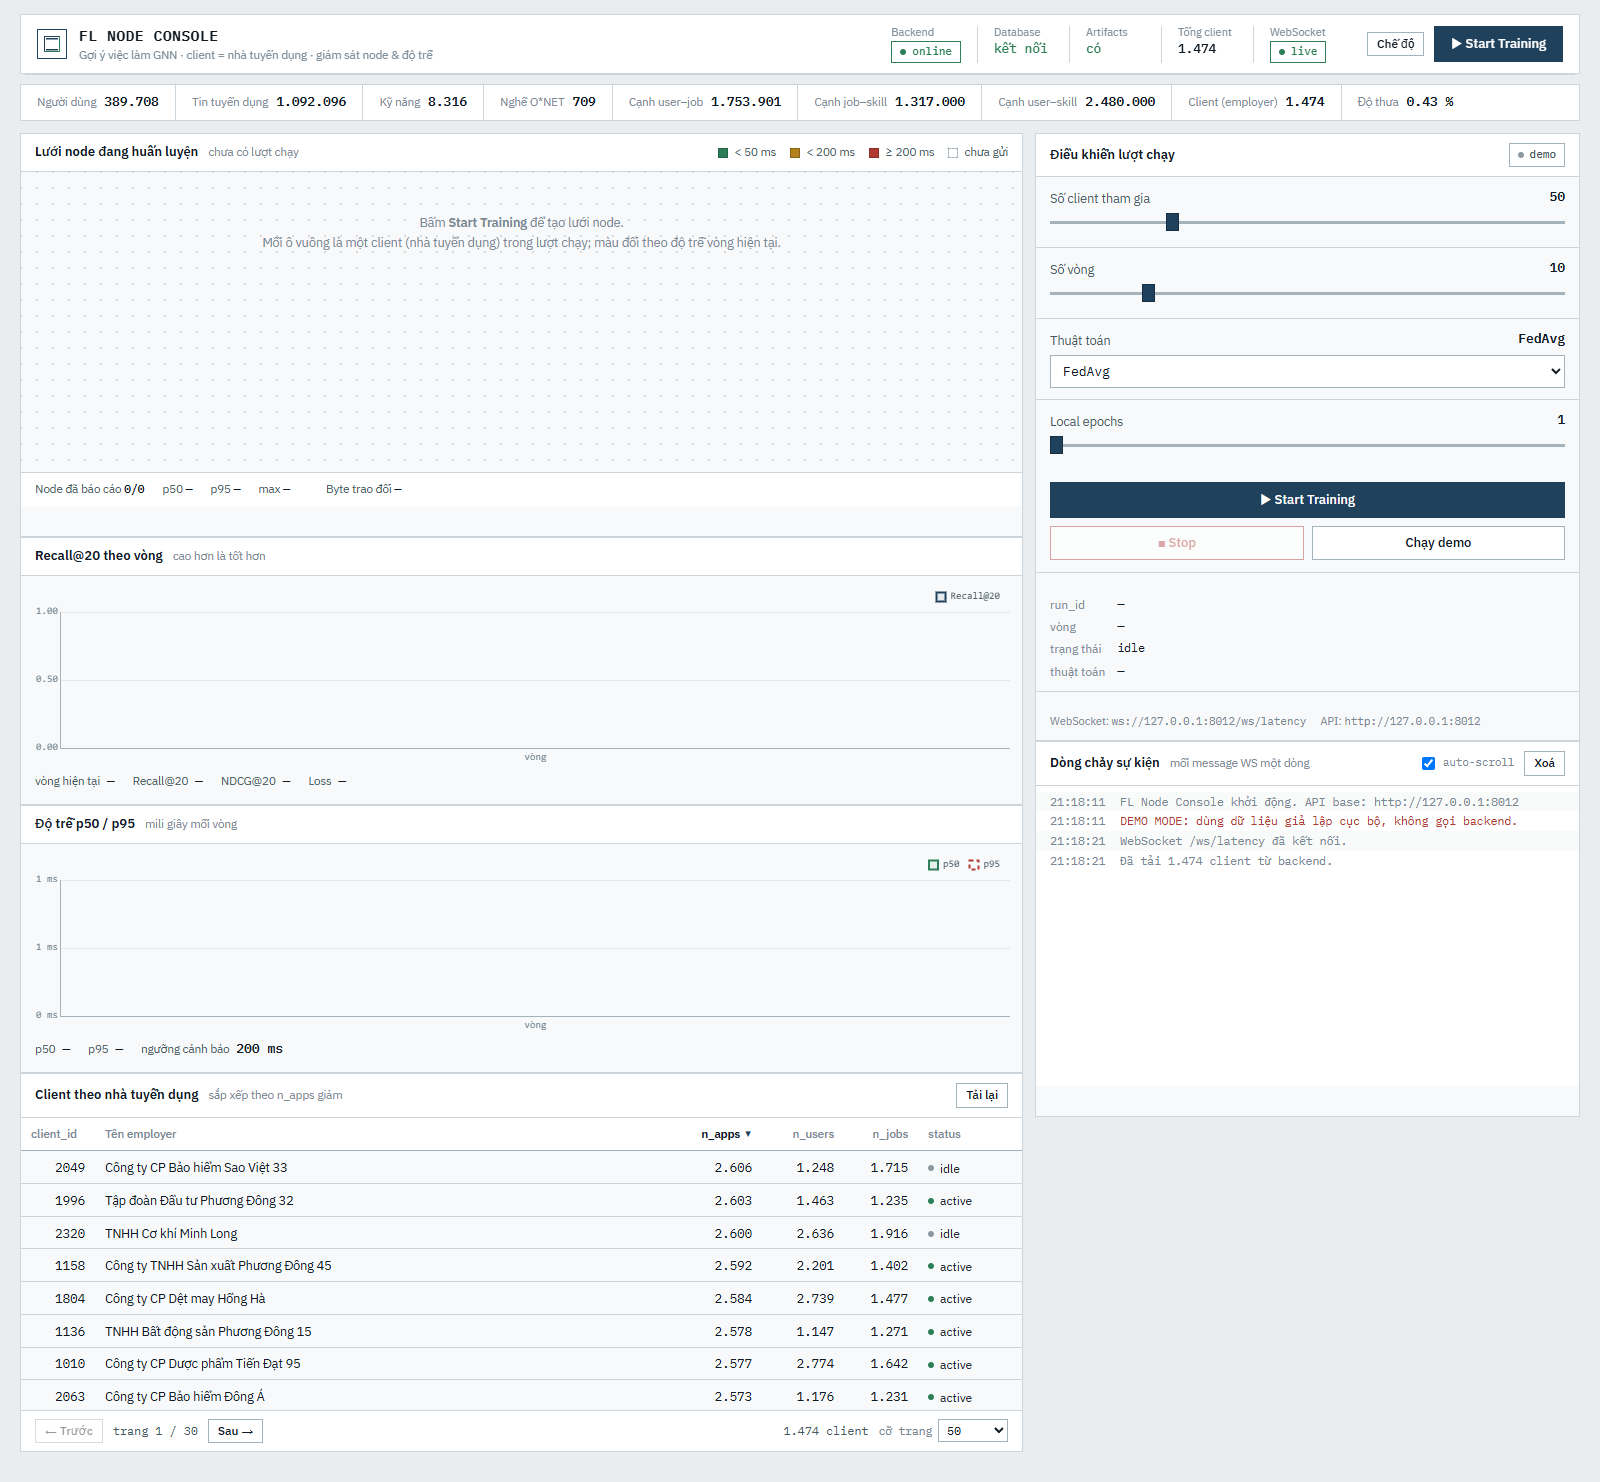 FL NODE CONSOLE
Gợi ý việc làm GNN · client = nhà tuyển dụng · giám sát node & độ trễ
Backend
● online
Database
kết nối
Artifacts
có
Tổng client
1.474
WebSocket
● live
Chế độ
▶ Start Training
Người dùng 389.708
Tin tuyển dụng 1.092.096
Kỹ năng 8.316
Nghề O*NET 709
Cạnh user–job 1.753.901
Cạnh job–skill 1.317.000
Cạnh user–skill 2.480.000
Client (employer) 1.474
Độ thưa 0.43 %
Lưới node đang huấn luyện chưa có lượt chạy
< 50 ms < 200 ms ≥ 200 ms chưa gửi
Bấm Start Training để tạo lưới node.
Mỗi ô vuông là một client (nhà tuyển dụng) trong lượt chạy; màu đổi theo độ trễ vòng hiện tại.
Node đã báo cáo 0/0 p50 – p95 – max – Byte trao đổi –
Recall@20 theo vòng cao hơn là tốt hơn
Recall@20
1.00
0.50
0.00
vòng
vòng hiện tại – Recall@20 – NDCG@20 – Loss –
Độ trễ p50 / p95 mili giây mỗi vòng
p50 p95
1 ms
1 ms
0 ms
vòng
p50 – p95 – ngưỡng cảnh báo 200 ms
Client theo nhà tuyển dụng sắp xếp theo n_apps giảm
Tải lại
client_id Tên employer n_apps ▼ n_users n_jobs status
2049 Công ty CP Bảo hiểm Sao Việt 33 2.606 1.248 1.715 ● idle
1996 Tập đoàn Đầu tư Phương Đông 32 2.603 1.463 1.235 ● active
2320 TNHH Cơ khí Minh Long 2.600 2.636 1.916 ● idle
1158 Công ty TNHH Sản xuất Phương Đông 45 2.592 2.201 1.402 ● active
1804 Công ty CP Dệt may Hồng Hà 2.584 2.739 1.477 ● active
1136 TNHH Bất động sản Phương Đông 15 2.578 1.147 1.271 ● active
1010 Công ty CP Dược phẩm Tiến Đạt 95 2.577 2.774 1.642 ● active
2063 Công ty CP Bảo hiểm Đông Á 2.573 1.176 1.231 ● active
← Trước trang 1 / 30 Sau → 1.474 client cỡ trang 50
Điều khiển lượt chạy
● demo
Số client tham gia 50
Số vòng 10
Thuật toán FedAvg
FedAvg
Local epochs 1
▶ Start Training
■ Stop
Chạy demo
run_id –
vòng –
trạng thái idle
thuật toán –
WebSocket: ws://127.0.0.1:8012/ws/latency API: http://127.0.0.1:8012
Dòng chảy sự kiện mỗi message WS một dòng
auto-scroll
Xoá
21:18:11 FL Node Console khởi động. API base: http://127.0.0.1:8012
21:18:11 DEMO MODE: dùng dữ liệu giả lập cục bộ, không gọi backend.
21:18:21 WebSocket /ws/latency đã kết nối.
21:18:21 Đã tải 1.474 client từ backend.